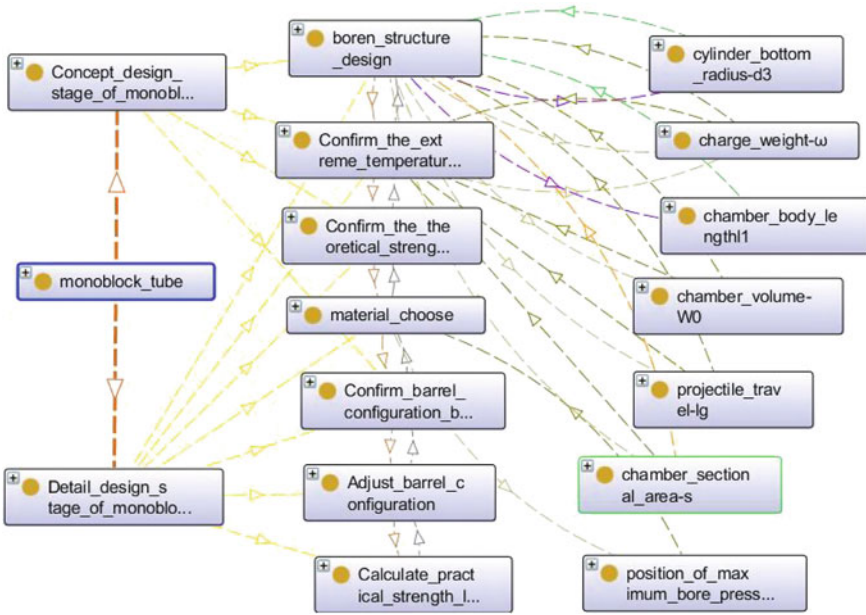 Concept_design_
stage_of_monobl...
monoblock_tube
Detail_design_s
tage_of_monoblo...
boren_structure
_design
Confirm_the_ext
reme_temperatur...
Confirm_the_the
oretical_streng...
material_choose
Confirm_barrel_
configuration_b...
Adjust_barrel_c
onfiguration
Calculate_pract
ical_strength_l...
cylinder_bottom
_radius-d3
charge_weight-ω
chamber_body_le
ngthl1
chamber_volume-
W0
projectile_trav
el-lg
chamber_section
al_area-s
position_of_max
imum_bore_press...